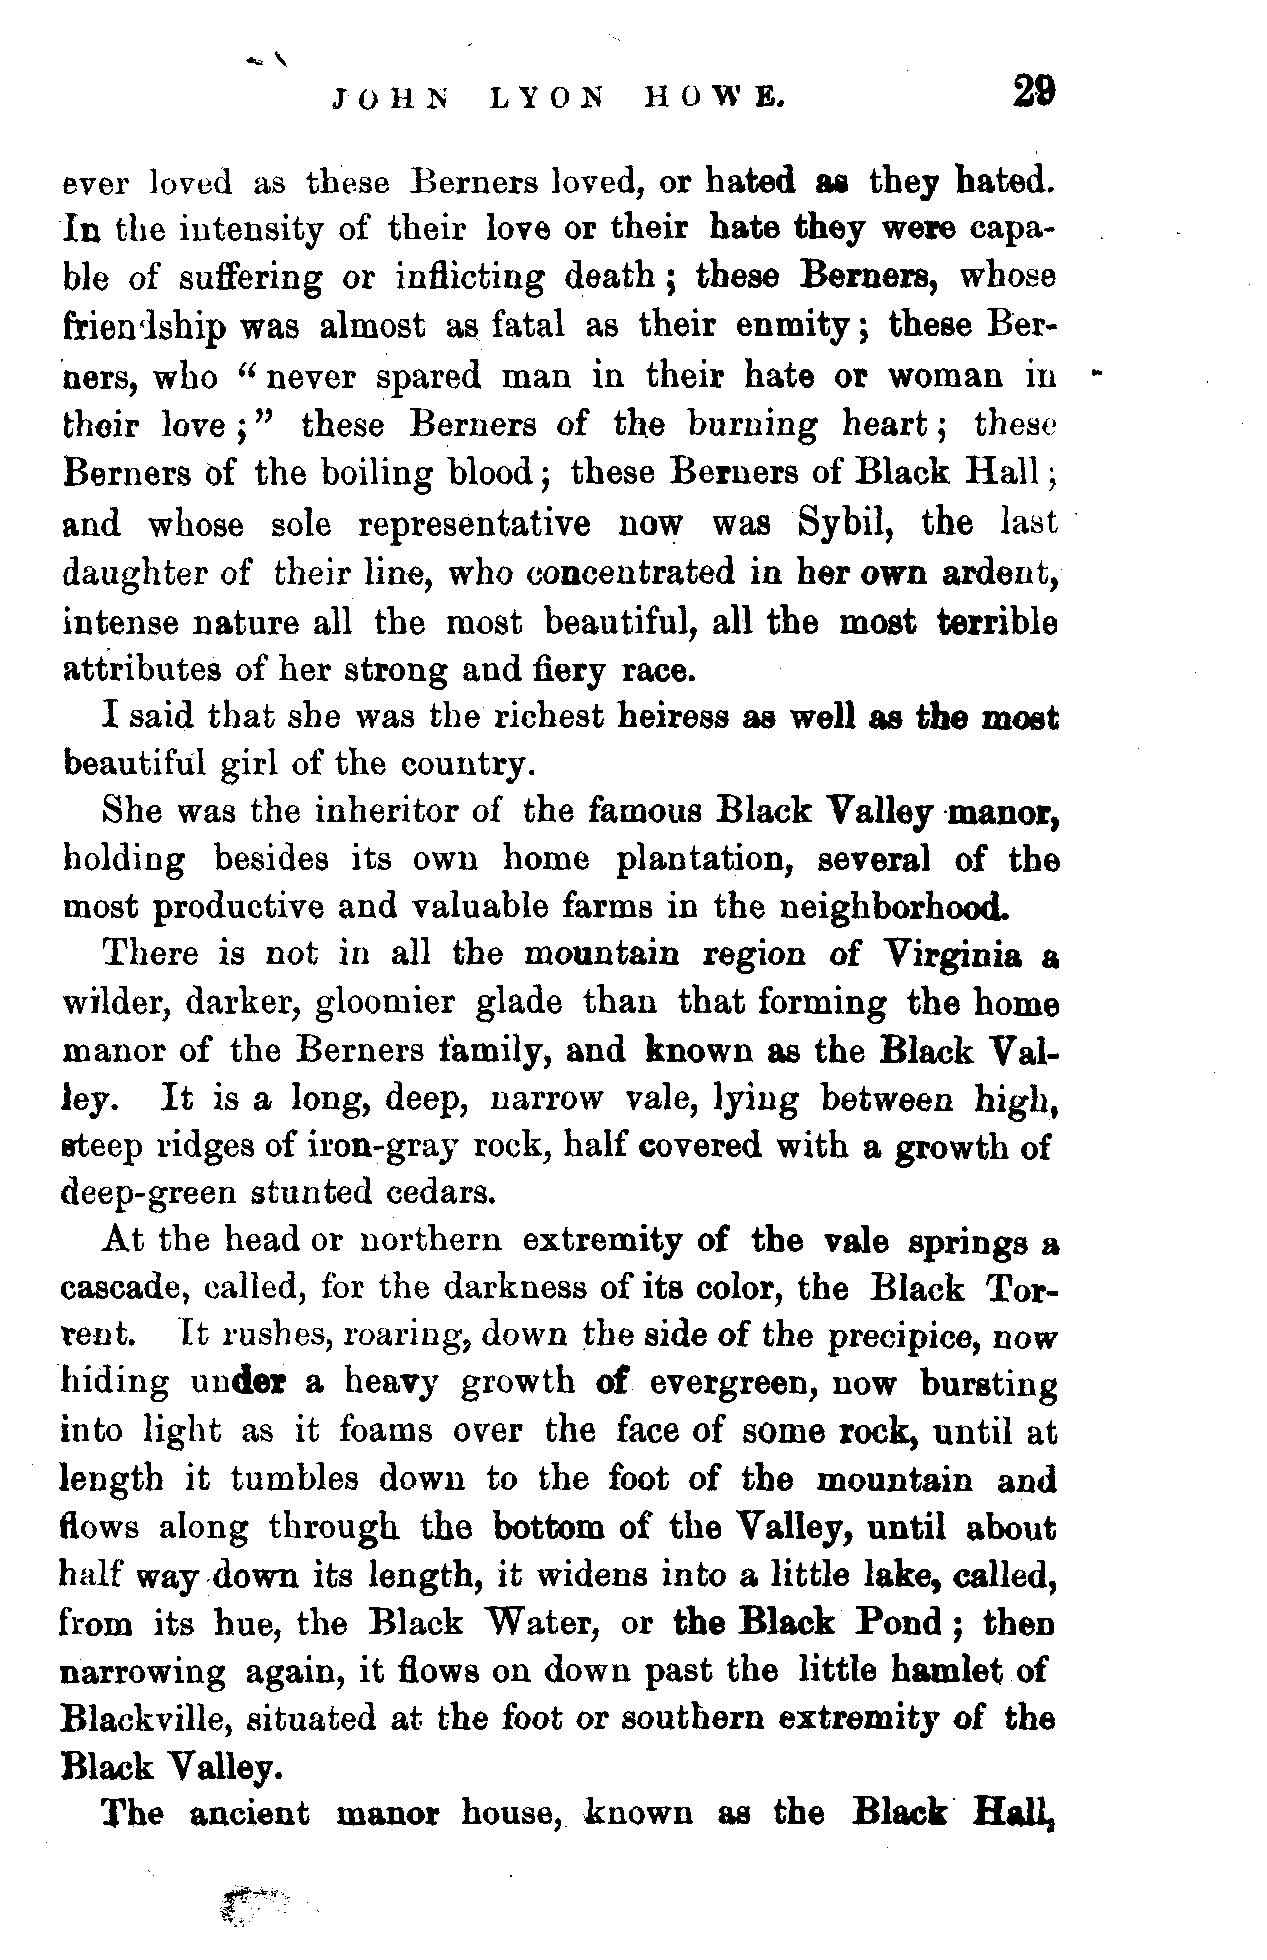 JOHN LYON HOWE. 29
ever loved as these Berners loved, or hated as they hated.
In the intensity of their love or their hate they were capa-
ble of suffering or inflicting death ; these Berners, whose
friendship was almost as fatal as their enmity ; these Ber-
ners, who " never spared man in their hate or woman in
their love ; " these Berners of the burning heart ; these
Berners of the boiling blood ; these Berners of Black Hall ;
and whose sole representative now was Sybil, the last
daughter of their line, who concentrated in her own ardent,
intense nature all the most beautiful, all the most terrible
attributes of her strong and fiery race.
I said that she was the richest heiress as well as the most
beautiful girl of the country.
She was the inheritor of the famous Black Valley manor,
holding besides its own home plantation, several of the
most productive and valuable farms in the neighborhood.
There is not in all the mountain region of Virginia a
wilder, darker, gloomier glade than that forming the home
manor of the Berners family, and known as the Black Val-
ley. It is a long, deep, narrow vale, lying between high,
steep ridges of iron-gray rock, half covered with a growth of
deep-green stunted cedars.
At the head or northern extremity of the vale springs a
cascade, called, for the darkness of its color, the Black Tor-
rent. It rushes, roaring, down the side of the precipice, now
hiding under a heavy growth of evergreen, now bursting
into light as it foams over the face of some rock, until at
length it tumbles down to the foot of the mountain and
flows along through the bottom of the Valley, until about
half way down its length, it widens into a little lake, called,
from its hue, the Black Water, or the Black Pond ; then
narrowing again, it flows on down past the little hamlet of
Blackville, situated at the foot or southern extremity of the
Black Valley.
The ancient manor house, known as the Black Hall,